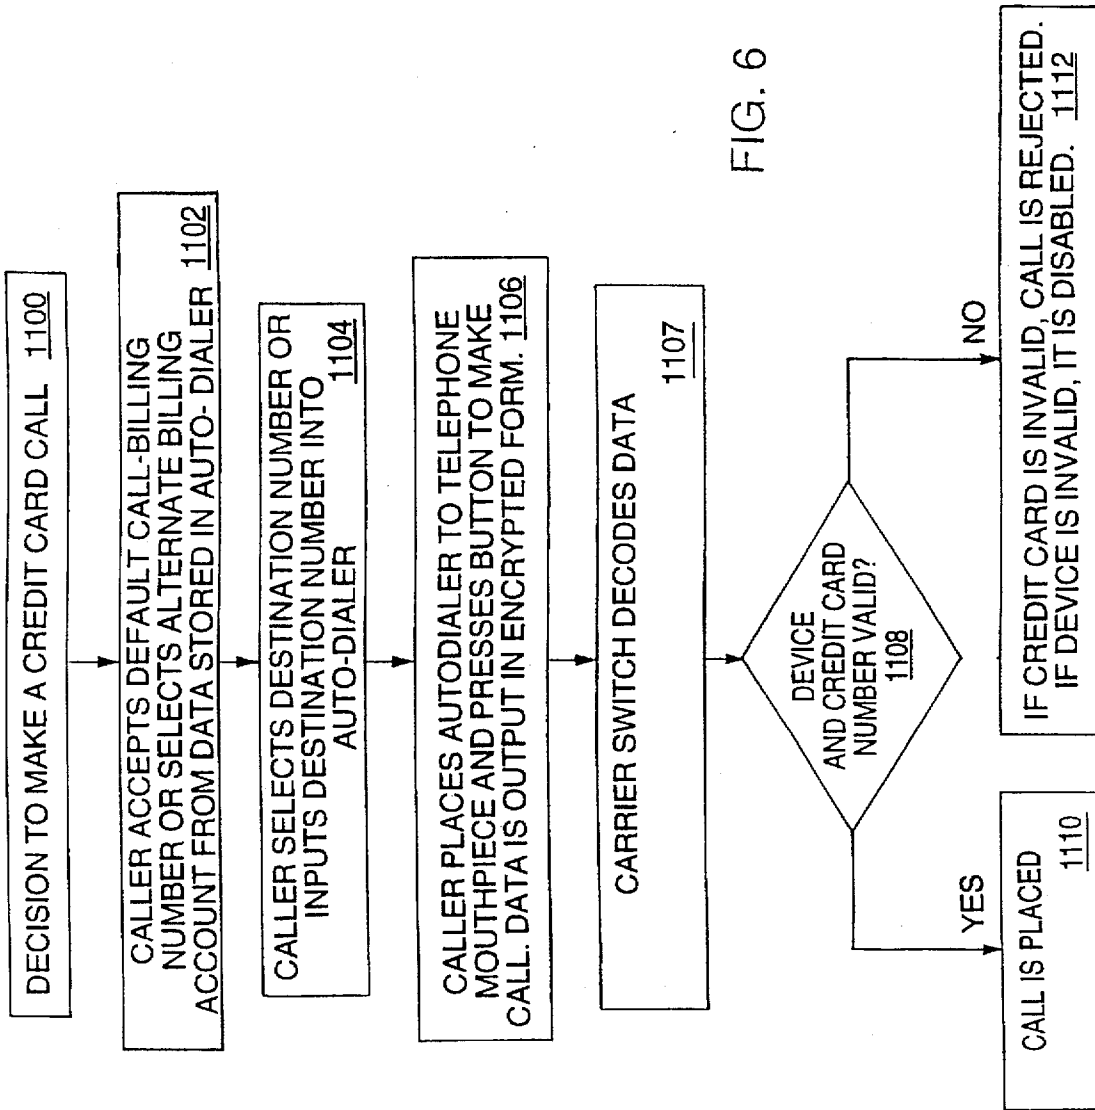 DECISION TO MAKE A CREDIT CARD CALL 1100
CALLER ACCEPTS DEFAULT CALL-BILLING
NUMBER OR SELECTS ALTERNATE BILLING
ACCOUNT FROM DATA STORED IN AUTO- DIALER 1102
CALLER SELECTS DESTINATION NUMBER OR
INPUTS DESTINATION NUMBER INTO
AUTO-DIALER 1104
CALLER PLACES AUTODIALER TO TELEPHONE
MOUTHPIECE AND PRESSES BUTTON TO MAKE
CALL. DATA IS OUTPUT IN ENCRYPTED FORM. 1106
CARRIER SWITCH DECODES DATA
1107
DEVICE
AND CREDIT CARD
NUMBER VALID?
1108
YES
NO
CALL IS PLACED
1110
IF CREDIT CARD IS INVALID, CALL IS REJECTED.
IF DEVICE IS INVALID, IT IS DISABLED. 1112
FIG. 6